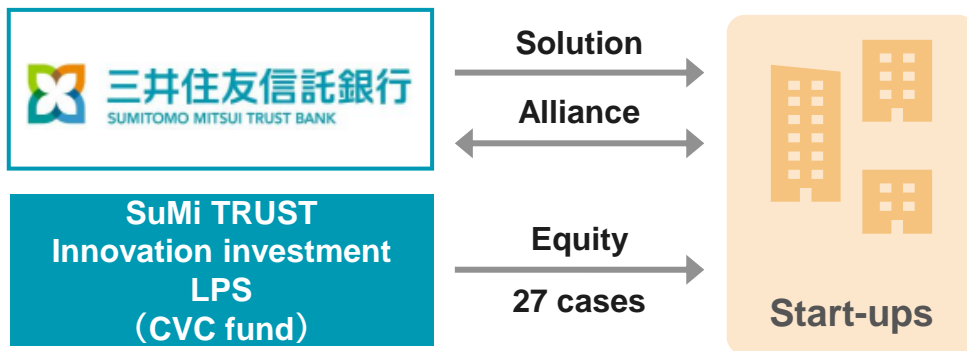 三井住友信託銀行
SUMITOMO MITSUI TRUST BANK
Solution
Alliance
SuMi TRUST
Innovation investment
LPS
（CVC fund）
Equity
27 cases
Start-ups